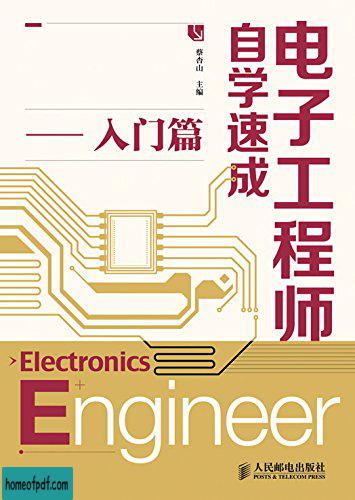 电子工程师
自学速成
——入门篇
蔡杏山 主编
Electronics
Engineer
人民邮电出版社
POSTS & TELECOM PRESS
homeofpdf.com